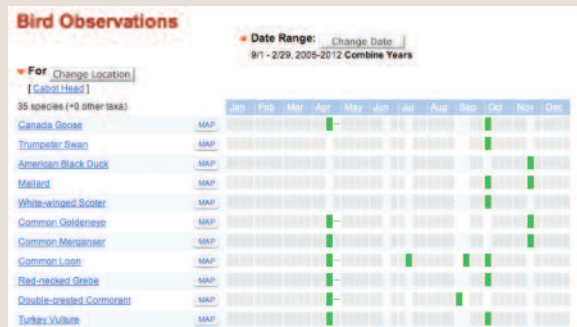 Bird Observations
Date Range: Change Date
9/1 - 2/29, 2005-2012 Combine Years
For Change Location
[Cabot Head]
35 species (+0 other taxa) Jan Feb Mar Apr May Jun Jul Aug Sep Oct Nov Dec
Canada Goose MAP
Trumpeter Swan MAP
American Black Duck MAP
Mallard MAP
White-winged Scoter MAP
Common Goldeneye MAP
Common Merganser MAP
Common Loon MAP
Red-necked Grebe MAP
Double-crested Cormorant MAP
Turkey Vulture MAP